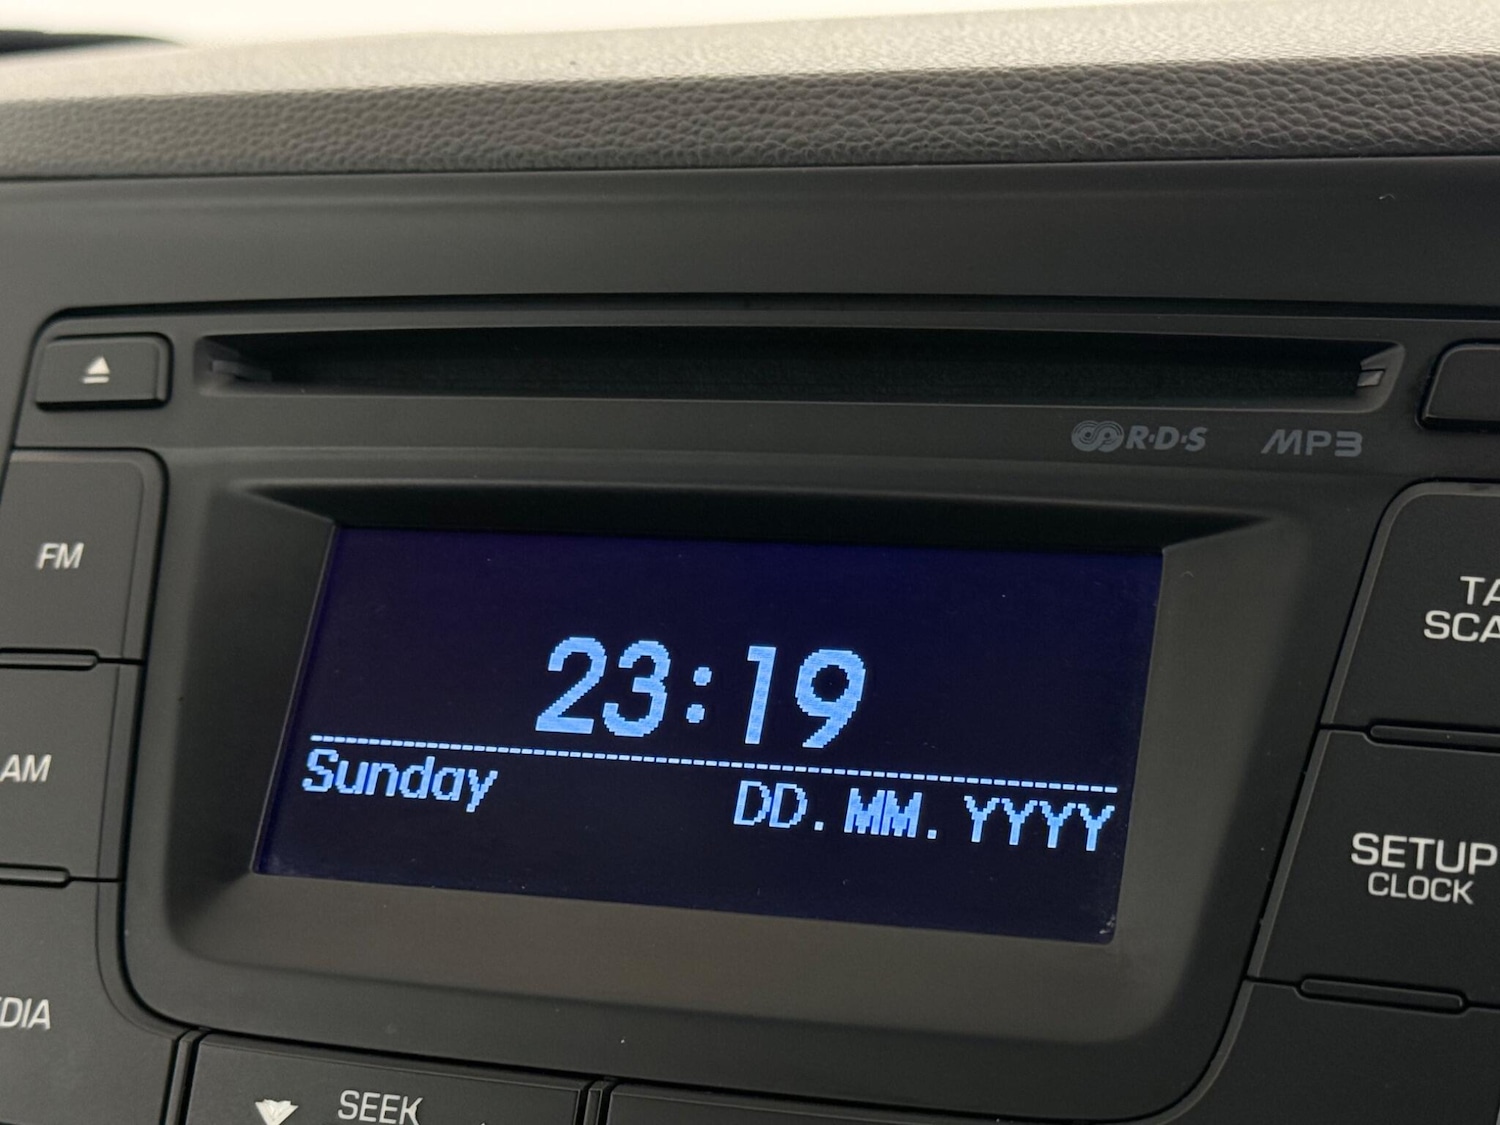 R·D·S MP3
FM
AM
23:19
Sunday DD.MM.YYYY
SETUP
CLOCK
SEEK